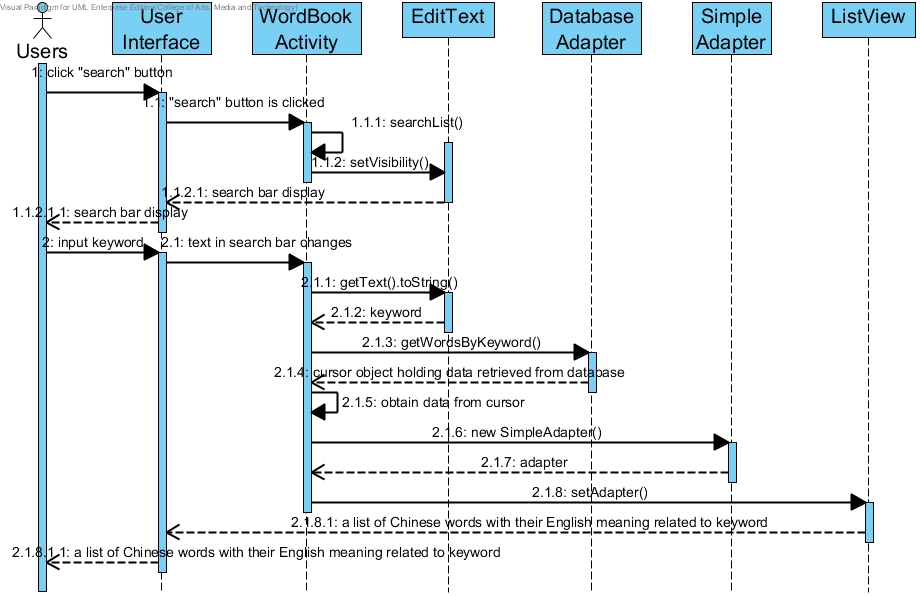 Visual Paradigm for UML Enterprise Edition(College of Arts, Media and Technology)
Users
User
Interface
WordBook
Activity
EditText
Database
Adapter
Simple
Adapter
ListView
1: click "search" button
1.1: "search" button is clicked
1.1.1: searchList()
1.1.2: setVisibility()
1.1.2.1: search bar display
1.1.2.1.1: search bar display
2: input keyword
2.1: text in search bar changes
2.1.1: getText().toString()
2.1.2: keyword
2.1.3: getWordsByKeyword()
2.1.4: cursor object holding data retrieved from database
2.1.5: obtain data from cursor
2.1.6: new SimpleAdapter()
2.1.7: adapter
2.1.8: setAdapter()
2.1.8.1: a list of Chinese words with their English meaning related to keyword
2.1.8.1.1: a list of Chinese words with their English meaning related to keyword